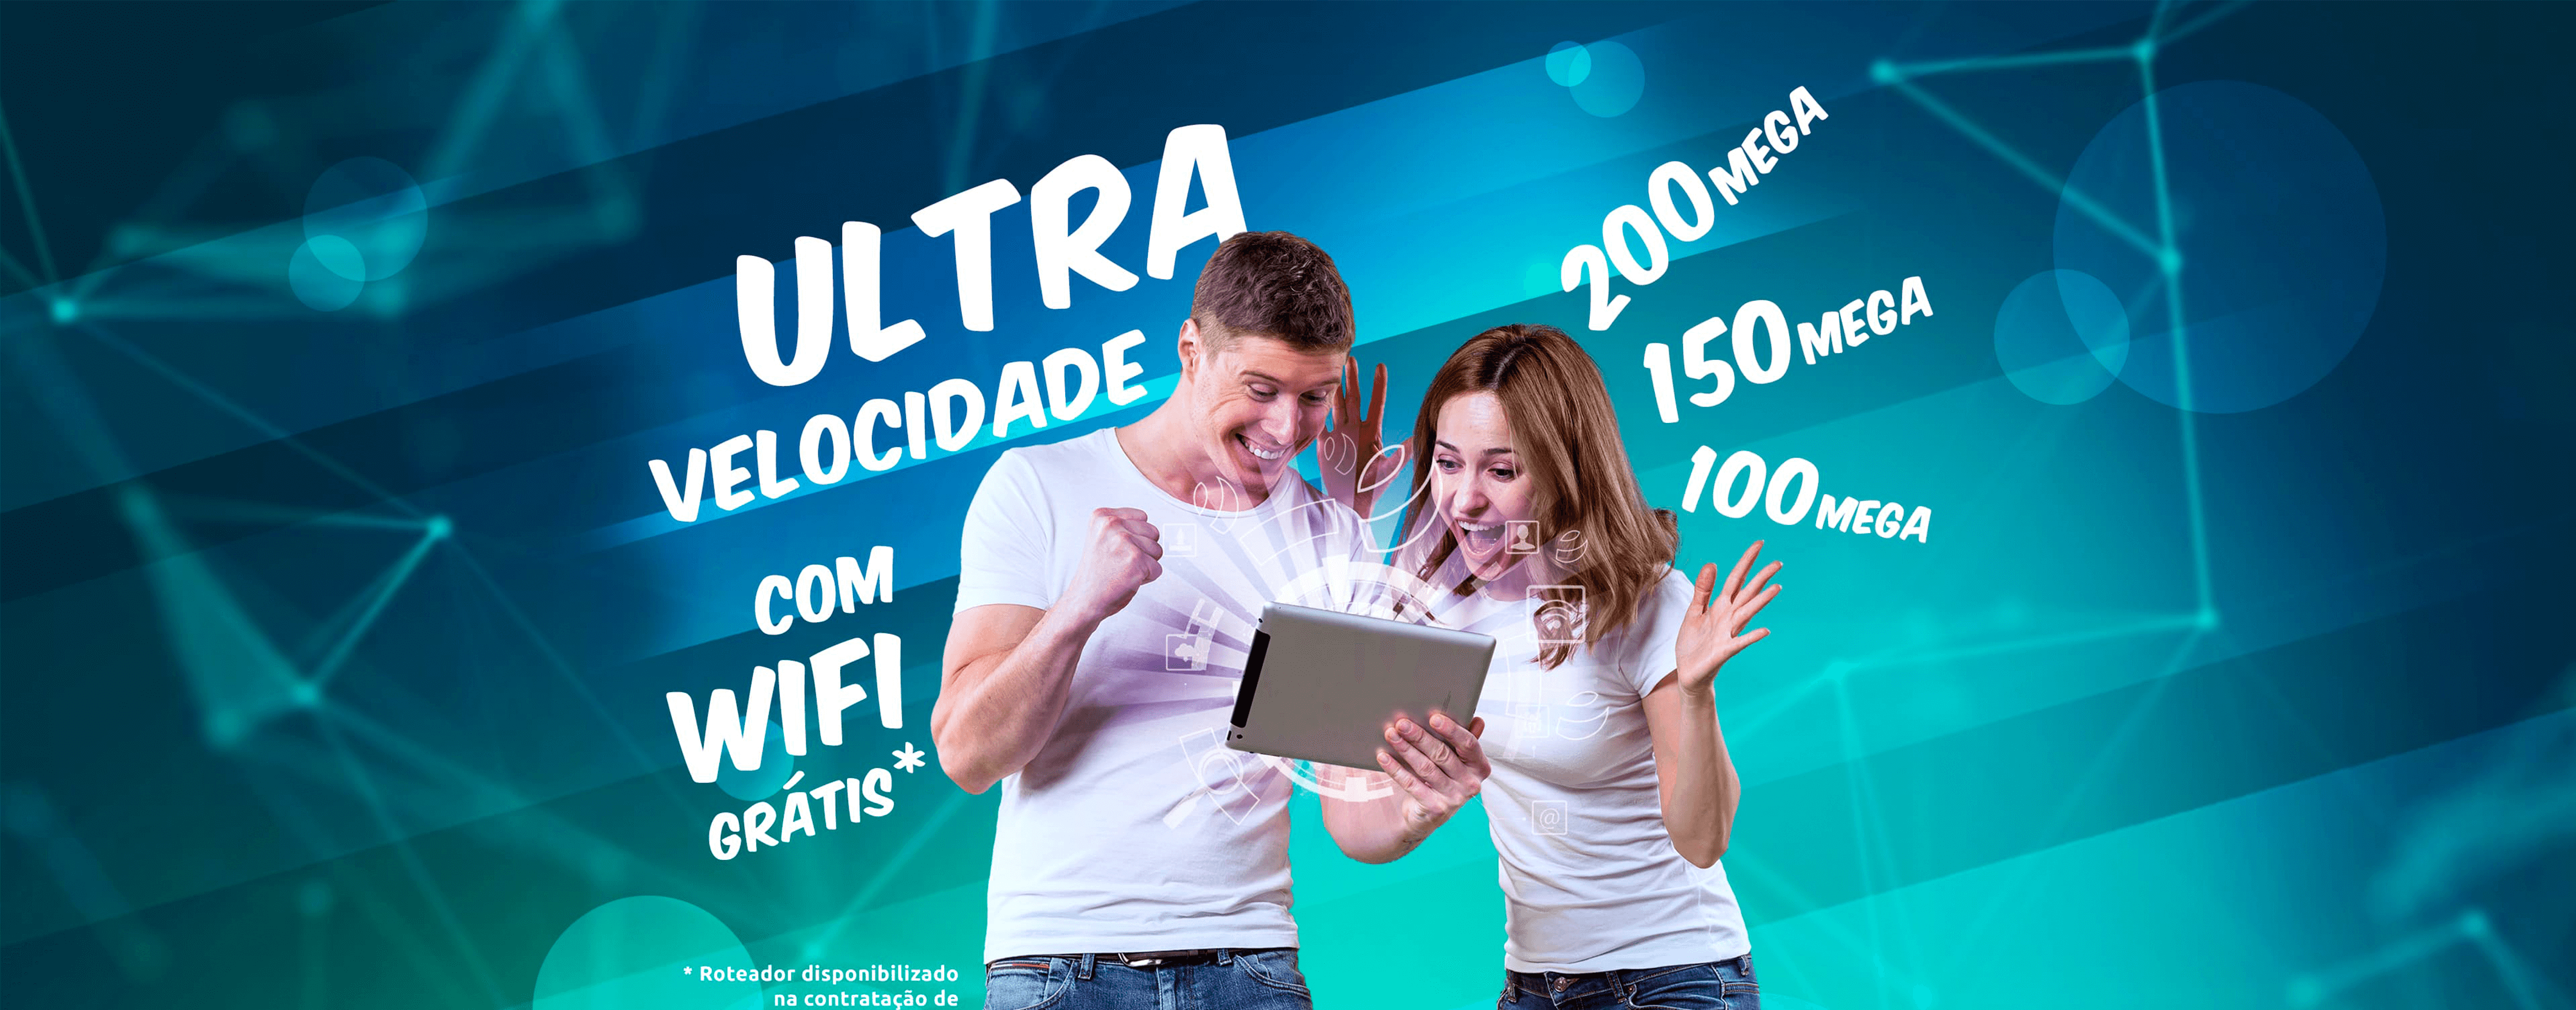 ULTRA
VELOCIDADE
COM
WIFI
GRÁTIS*
200MEGA
150MEGA
100MEGA
* Roteador disponibilizado
na contratação de